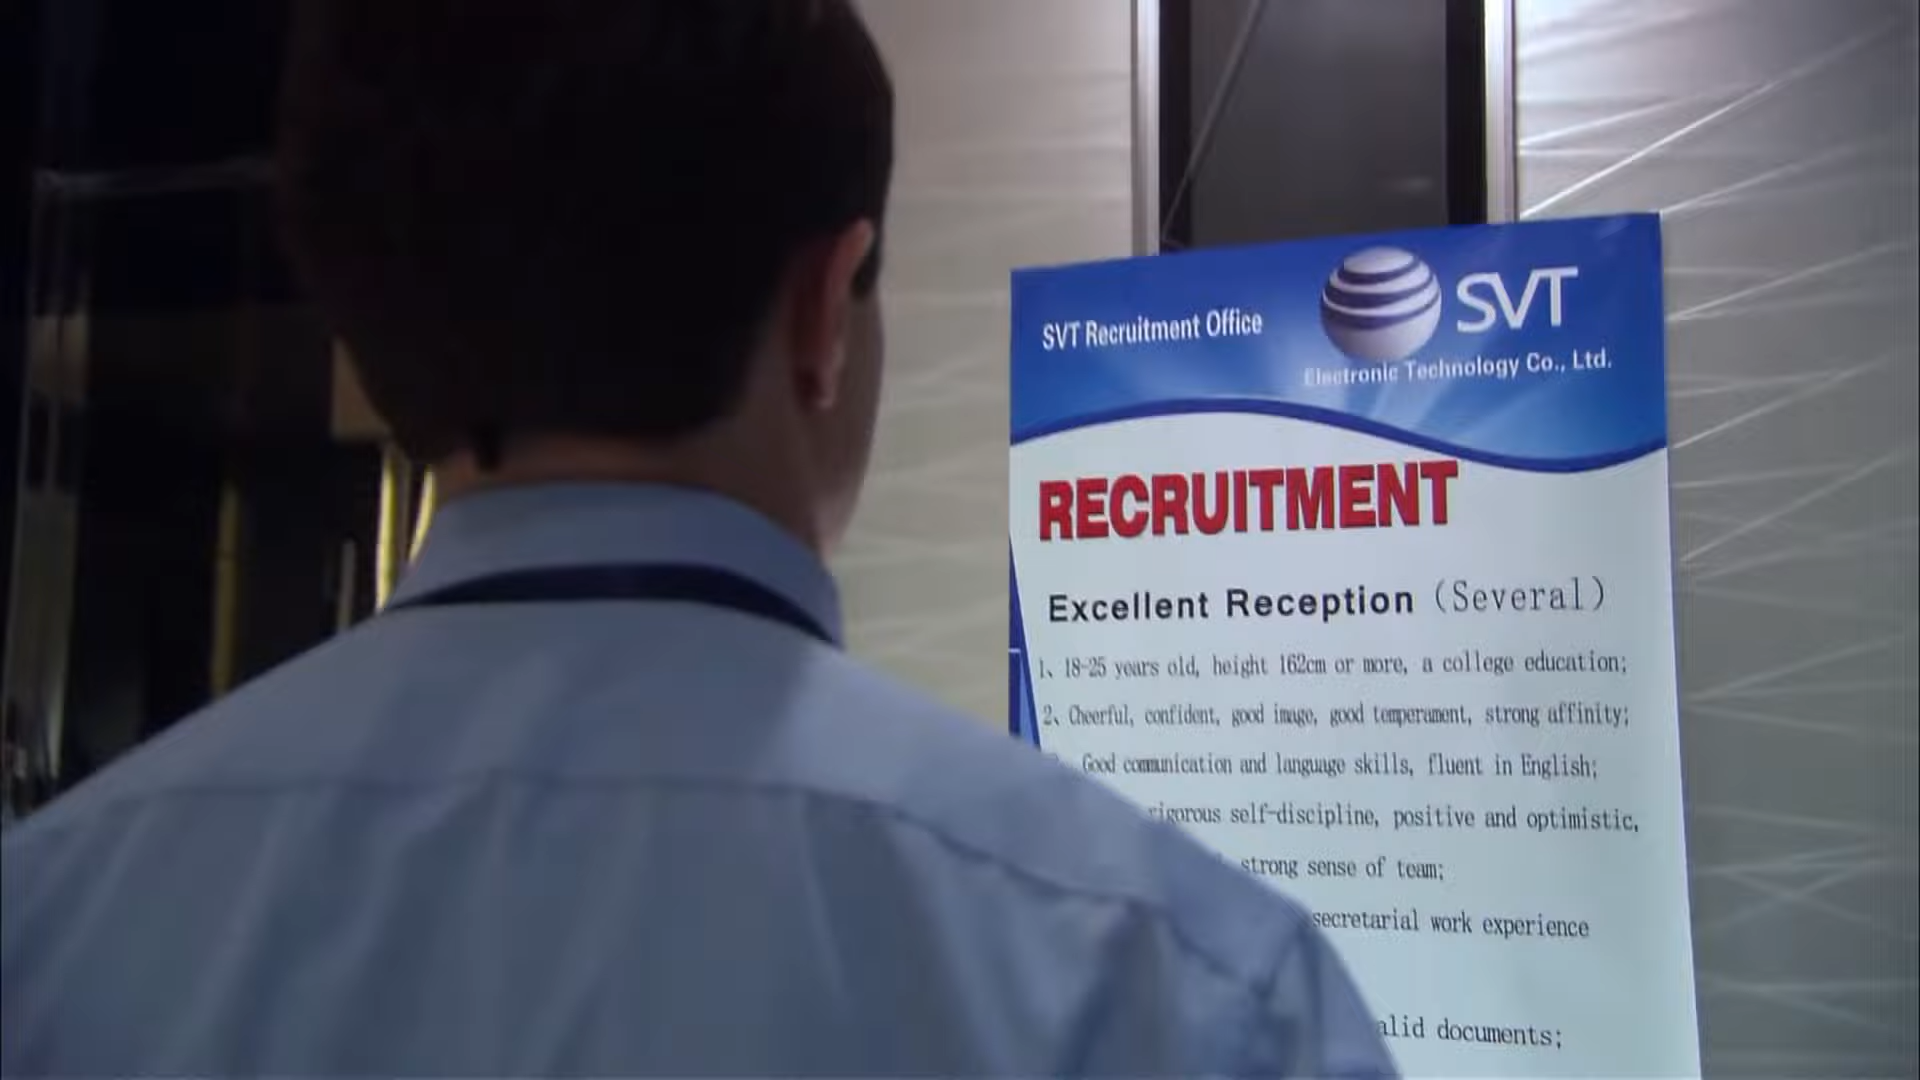 SVT Recruitment Office
SVT
Electronic Technology Co., Ltd.
RECRUITMENT
Excellent Reception (Several)
1、18-25 years old, height 162cm or more, a college education;
2、Cheerful, confident, good image, good temperament, strong affinity;
Good communication and language skills, fluent in English;
rigorous self-discipline, positive and optimistic,
strong sense of team;
secretarial work experience
documents;